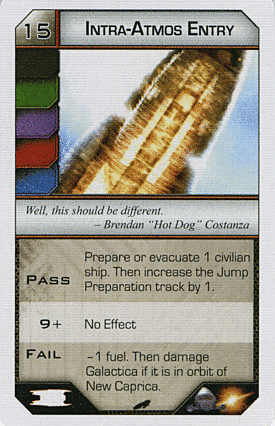 15 INTRA-ATMOS ENTRY
Well, this should be different.
– Brendan "Hot Dog" Costanza
PASS
Prepare or evacuate 1 civilian
ship. Then increase the Jump
Preparation track by 1.
9+ No Effect
FAIL
-1 fuel. Then damage
Galactica if it is in orbit of
New Caprica.